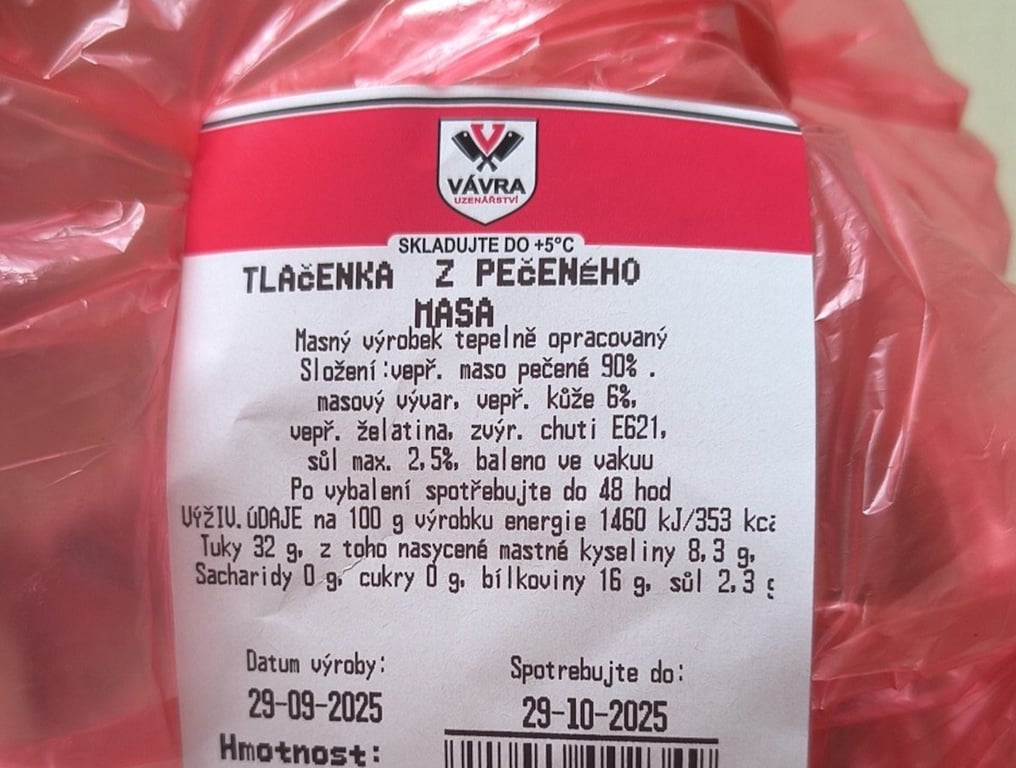 V
VÁVRA
UZENÁŘSTVÍ
SKLADUJTE DO +5°C
TLAčENKA Z PEčENéHO
MASA
Masný výrobek tepelně opracovaný
Složení:vepř. maso pečené 90% .
masový vývar, vepř. kůže 6%,
vepř. želatina, zvýr. chuti E621,
sůl max. 2,5%, baleno ve vakuu
Po vybalení spotřebujte do 48 hod
VýžIV.úDAJE na 100 g výrobku energie 1460 kJ/353 kca
Tuky 32 g, z toho nasycené mastné kyseliny 8,3 g,
Sacharidy 0 g, cukry 0 g, bílkoviny 16 g, sůl 2,3 g
Datum výroby:
Spotrebujte do:
29-09-2025
29-10-2025
Hmotnost: